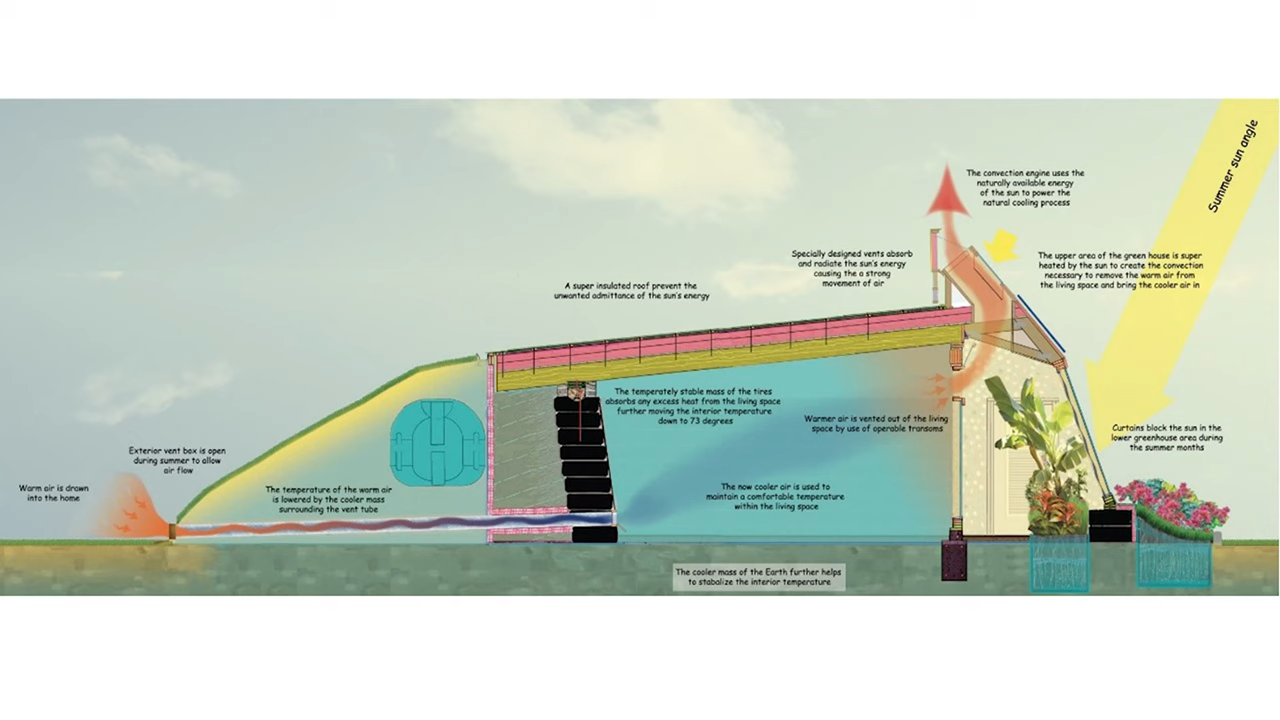 Summer sun angle
The convection engine uses the
naturally available energy
of the sun to power the
natural cooling process
Specially designed vents absorb
and radiate the sun's energy
causing the a strong
movement of air
The upper area of the green house is super
heated by the sun to create the convection
necessary to remove the warm air from
the living space and bring the cooler air in
A super insulated roof prevent the
unwanted admittance of the sun's energy
The temperately stable mass of the tires
absorbs any excess heat from the living space
further moving the interior temperature
down to 73 degrees
Warmer air is vented out of the living
space by use of operable transoms
Curtains block the sun in the
lower greenhouse area during
the summer months
Exterior vent box is open
during summer to allow
air flow
Warm air is drawn
into the home
The temperature of the warm air
is lowered by the cooler mass
surrounding the vent tube
The now cooler air is used to
maintain a comfortable temperature
within the living space
The cooler mass of the Earth further helps
to stabalize the interior temperature